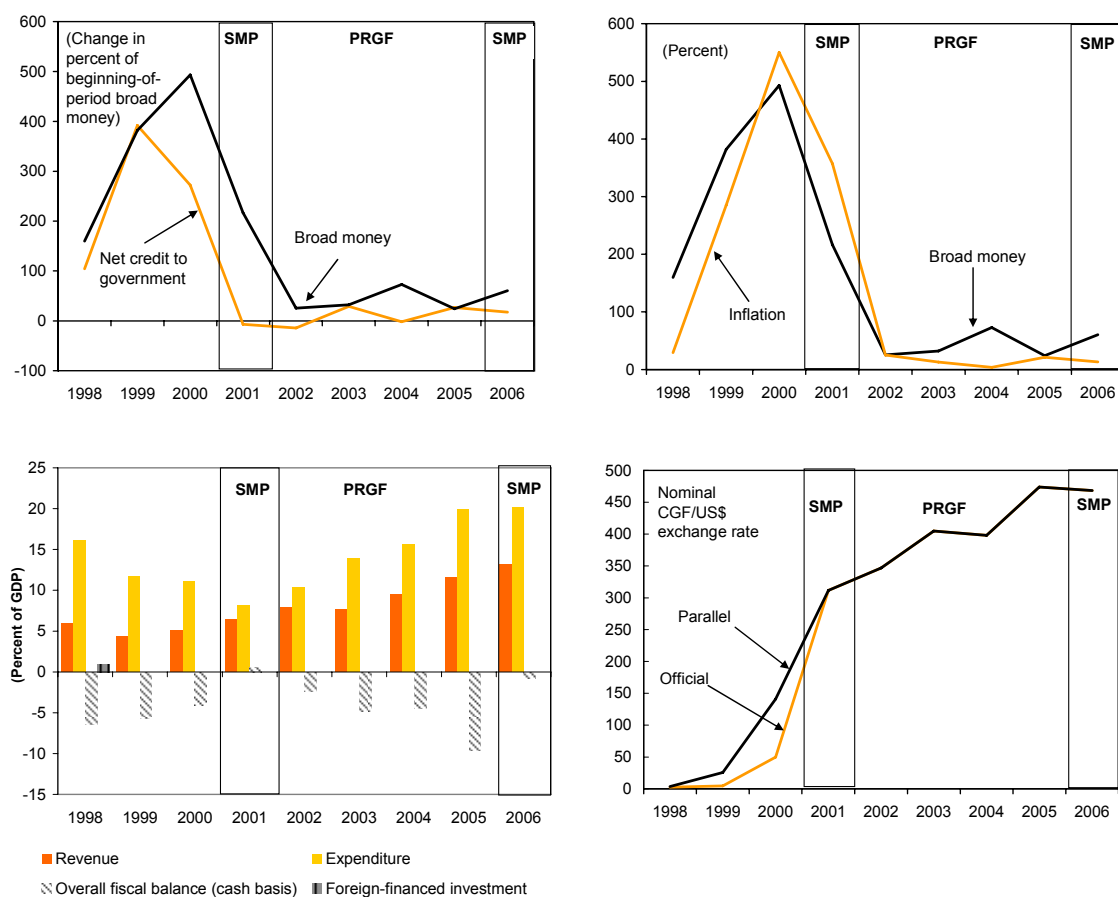 600
500
400
300
200
100
0
-100
(Change in
percent of
beginning-of-
period broad
money)
SMP
PRGF
SMP
Net credit to
government
Broad money
1998 1999 2000 2001 2002 2003 2004 2005 2006
600
500
400
300
200
100
0
(Percent)
SMP
PRGF
SMP
Broad money
Inflation
1998 1999 2000 2001 2002 2003 2004 2005 2006
(Percent of GDP)
25
20
15
10
5
0
-5
-10
-15
SMP
PRGF
SMP
1998 1999 2000 2001 2002 2003 2004 2005 2006
Revenue
Expenditure
Overall fiscal balance (cash basis)
Foreign-financed investment
500
450
400
350
300
250
200
150
100
50
0
Nominal
CGF/US$
exchange rate
SMP
PRGF
SMP
Parallel
Official
1998 1999 2000 2001 2002 2003 2004 2005 2006